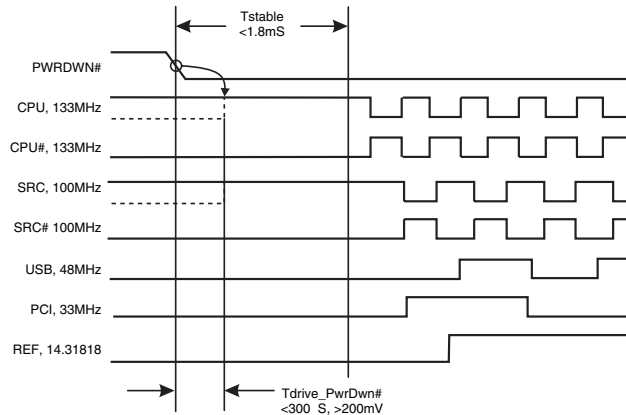 Tstable
<1.8mS
PWRDWN#
CPU, 133MHz
CPU#, 133MHz
SRC, 100MHz
SRC# 100MHz
USB, 48MHz
PCI, 33MHz
REF, 14.31818
Tdrive_PwrDwn#
<300 S, >200mV